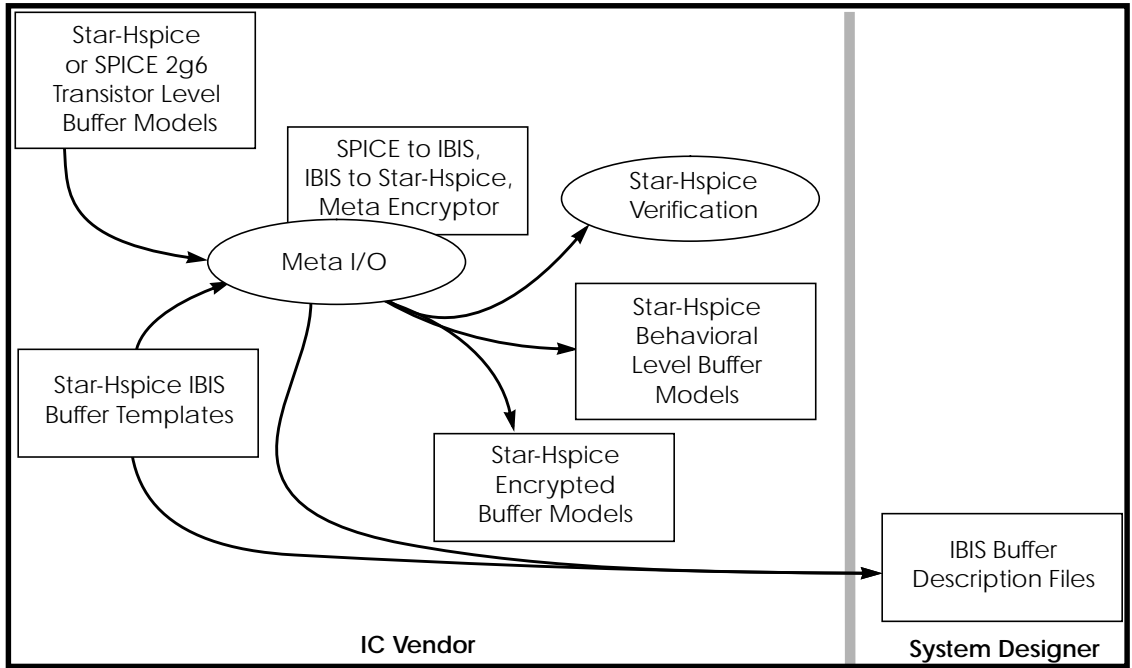 Star-Hspice
or SPICE 2g6
Transistor Level
Buffer Models
SPICE to IBIS,
IBIS to Star-Hspice,
Meta Encryptor
Star-Hspice
Verification
Meta I/O
Star-Hspice
Behavioral
Level Buffer
Models
Star-Hspice IBIS
Buffer Templates
Star-Hspice
Encrypted
Buffer Models
IBIS Buffer
Description Files
IC Vendor
System Designer